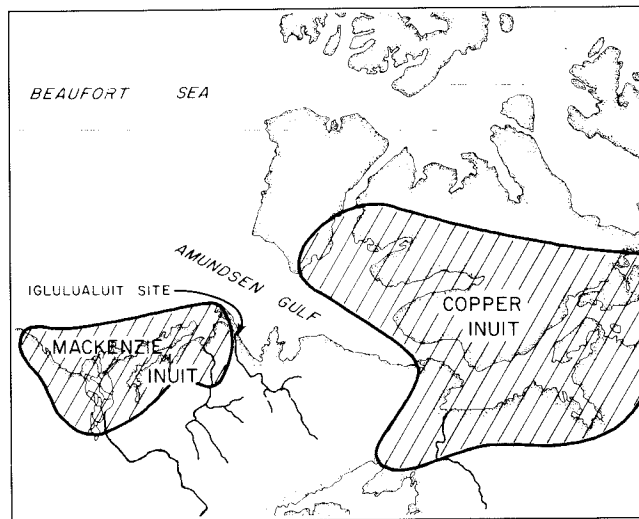 BEAUFORT SEA
AMUNDSEN GULF
IGLULUALUIT SITE
COPPER
INUIT
MACKENZIE
INUIT